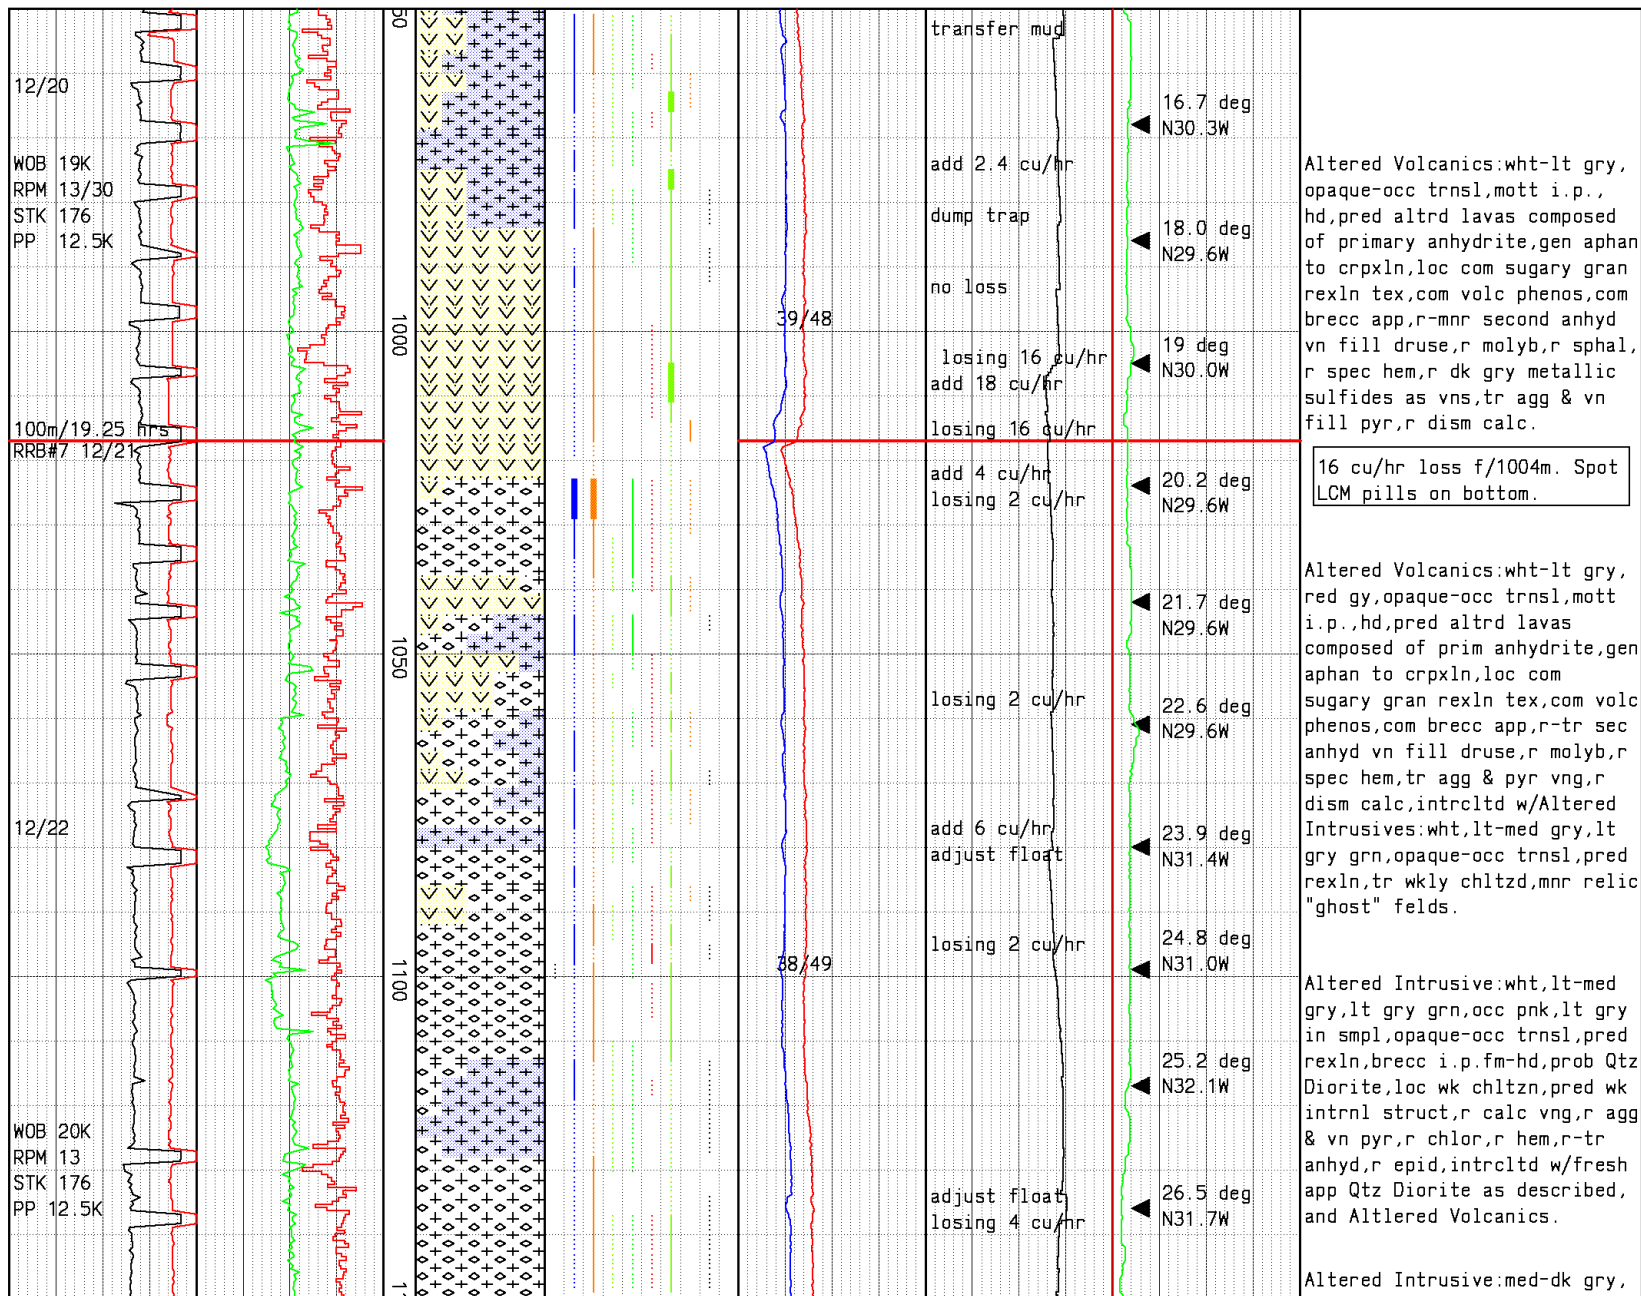 12/20
WOB 19K
RPM 13/30
STK 176
PP 12.5K
100m/19.25 hrs
RRB#7 12/21
12/22
WOB 20K
RPM 13
STK 176
PP 12.5K
50
1000
1050
1100
39/48
38/49
transfer mud
add 2.4 cu/hr
dump trap
no loss
losing 16 cu/hr
add 18 cu/hr
losing 16 cu/hr
add 4 cu/hr
losing 2 cu/hr
losing 2 cu/hr
add 6 cu/hr
adjust float
losing 2 cu/hr
adjust float
losing 4 cu/hr
16.7 deg
N30.3W
18.0 deg
N29.6W
19 deg
N30.0W
20.2 deg
N29.6W
21.7 deg
N29.6W
22.6 deg
N29.6W
23.9 deg
N31.4W
24.8 deg
N31.0W
25.2 deg
N32.1W
26.5 deg
N31.7W
Altered Volcanics:wht-lt gry,
opaque-occ trnsl,mott i.p.,
hd,pred altrd lavas composed
of primary anhydrite,gen aphan
to crpxln,loc com sugary gran
rexln tex,com volc phenos,com
brecc app,r-mnr second anhyd
vn fill druse,r molyb,r sphal,
r spec hem,r dk gry metallic
sulfides as vns,tr agg & vn
fill pyr,r dism calc.
16 cu/hr loss f/1004m. Spot
LCM pills on bottom.
Altered Volcanics:wht-lt gry,
red gy,opaque-occ trnsl,mott
i.p.,hd,pred altrd lavas
composed of prim anhydrite,gen
aphan to crpxln,loc com
sugary gran rexln tex,com volc
phenos,com brecc app,r-tr sec
anhyd vn fill druse,r molyb,r
spec hem,tr agg & pyr vng,r
dism calc,intrcltd w/Altered
Intrusives:wht,lt-med gry,lt
gry grn,opaque-occ trnsl,pred
rexln,tr wkly chltzd,mnr relic
"ghost" felds.
Altered Intrusive:wht,lt-med
gry,lt gry grn,occ pnk,lt gry
in smpl,opaque-occ trnsl,pred
rexln,brecc i.p.fm-hd,prob Qtz
Diorite,loc wk chltzn,pred wk
intrnl struct,r calc vng,r agg
& vn pyr,r chlor,r hem,r-tr
anhyd,r epid,intrcltd w/fresh
app Qtz Diorite as described,
and Altlered Volcanics.
Altered Intrusive:med-dk gry,